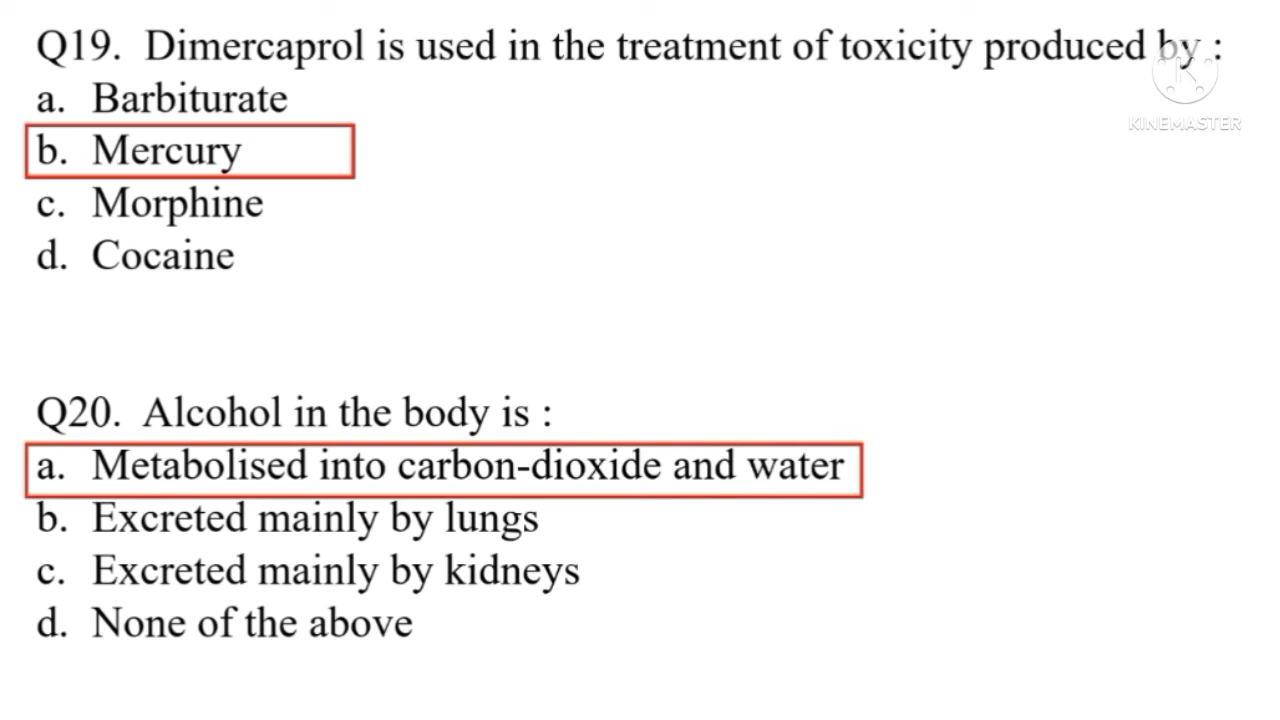 Q19. Dimercaprol is used in the treatment of toxicity produced by :
a. Barbiturate
KINEMASTER
b. Mercury
c. Morphine
d. Cocaine
Q20. Alcohol in the body is :
a. Metabolised into carbon-dioxide and water
b. Excreted mainly by lungs
c. Excreted mainly by kidneys
d. None of the above